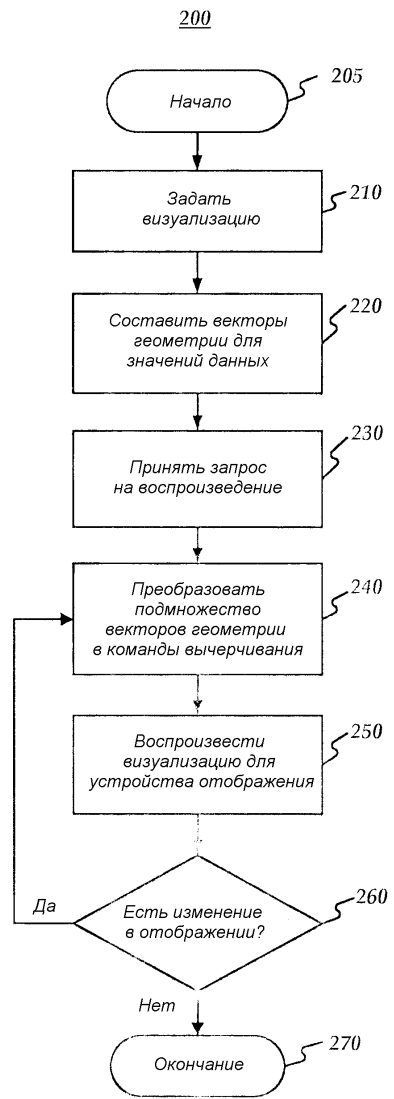 200
Начало
205
Задать
визуализацию
210
Составить векторы
геометрии для
значений данных
220
Принять запрос
на воспроизведение
230
Преобразовать
подмножество
векторов геометрии
в команды вычерчивания
240
Воспроизвести
визуализацию для
устройства отображения
250
Есть изменение
в отображении?
260
Да
Нет
Окончание
270